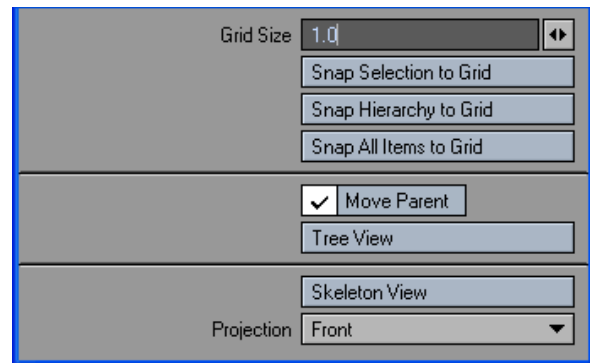 Grid Size 1.0
Snap Selection to Grid
Snap Hierarchy to Grid
Snap All Items to Grid
Move Parent
Tree View
Skeleton View
Projection Front